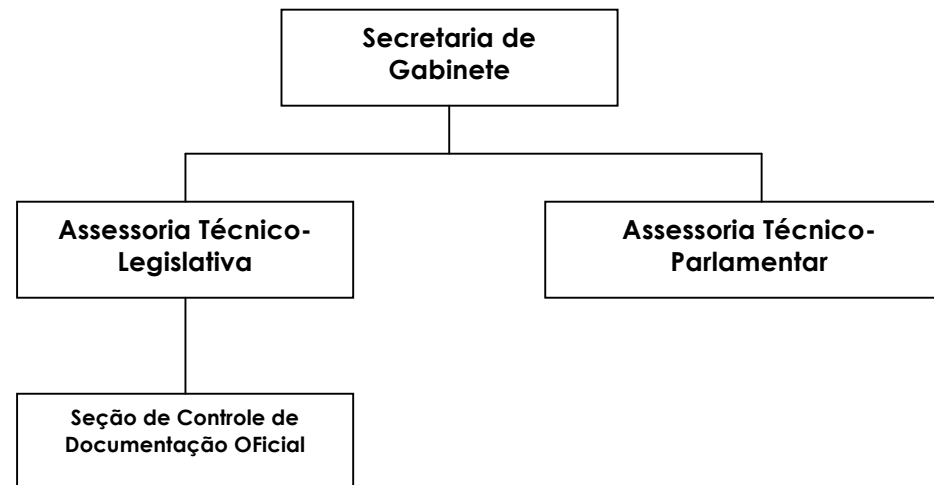 Secretaria de
Gabinete
Assessoria Técnico-
Legislativa
Assessoria Técnico-
Parlamentar
Seção de Controle de
Documentação OFicial